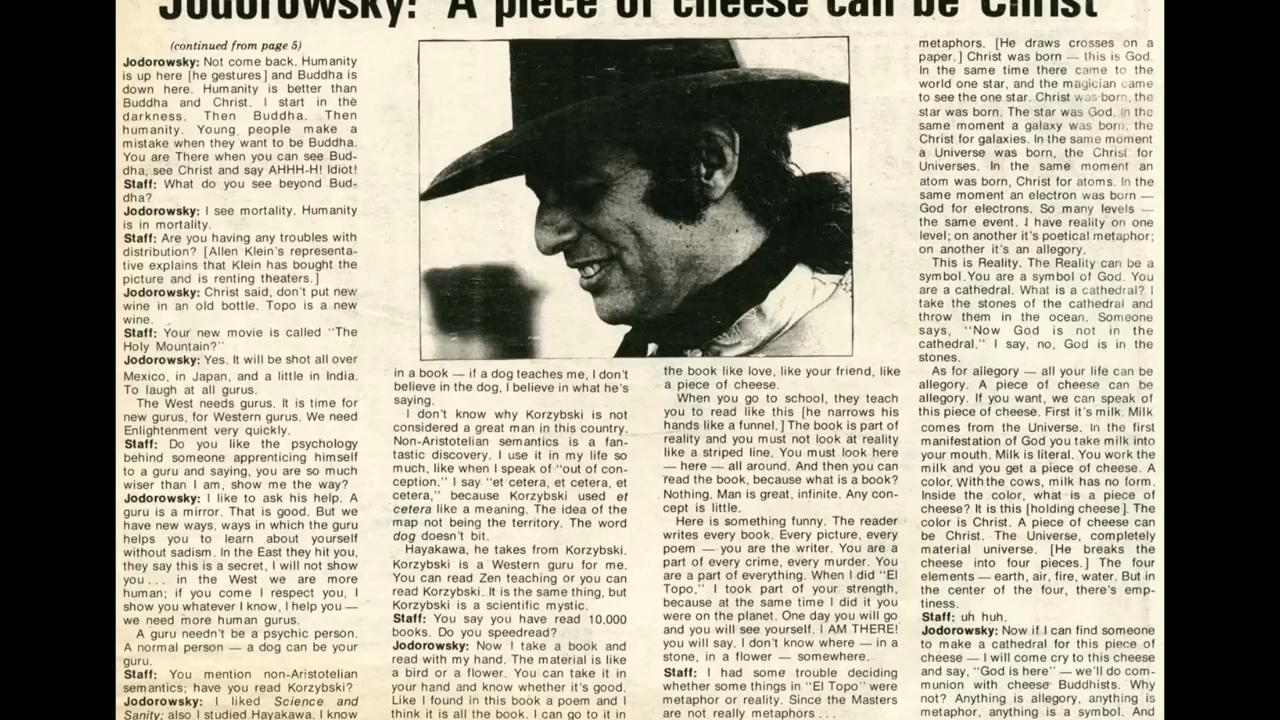 Jodorowsky: "A piece of cheese can be Christ"
(continued from page 5)
Jodorowsky: Not come back. Humanity
is up here [he gestures] and Buddha is
down here. Humanity is better than
Buddha and Christ. I start in the
darkness. Then Buddha. Then
humanity. Young people make a
mistake when they want to be Buddha.
You are There when you can see Bud-
dha, see Christ and say AHHH-H! Idiot!
Staff: What do you see beyond Bud-
dha?
Jodorowsky: I see mortality. Humanity
is in mortality.
Staff: Are you having any troubles with
distribution? [Allen Klein's representa-
tive explains that Klein has bought the
picture and is renting theaters.]
Jodorowsky: Christ said, don't put new
wine in an old bottle. Topo is a new
wine.
Staff: Your new movie is called "The
Holy Mountain?"
Jodorowsky: Yes. It will be shot all over
Mexico, in Japan, and a little in India.
To laugh at all gurus.
The West needs gurus. It is time for
new gurus, for Western gurus. We need
Enlightenment very quickly.
Staff: Do you like the psychology
behind someone apprenticing himself
to a guru and saying, you are so much
wiser than I am, show me the way?
Jodorowsky: I like to ask his help. A
guru is a mirror. That is good. But we
have new ways, ways in which the guru
helps you to learn about yourself
without sadism. In the East they hit you,
they say this is a secret, I will not show
you . . . in the West we are more
human; if you come I respect you, I
show you whatever I know, I help you —
we need more human gurus.
A guru needn't be a psychic person.
A normal person — a dog can be your
guru.
Staff: You mention non-Aristotelian
semantics; have you read Korzybski?
Jodorowsky: I liked Science and
Sanity; also I studied Hayakawa. I know
in a book — if a dog teaches me, I don't
believe in the dog, I believe in what he's
saying.
I don't know why Korzybski is not
considered a great man in this country.
Non-Aristotelian semantics is a fan-
tastic discovery. I use it in my life so
much, like when I speak of "out of con-
ception." I say "et cetera, et cetera, et
cetera," because Korzybski used et
cetera like a meaning. The idea of the
map not being the territory. The word
dog doesn't bit.
Hayakawa, he takes from Korzybski.
Korzybski is a Western guru for me.
You can read Zen teaching or you can
read Korzybski. It is the same thing, but
Korzybski is a scientific mystic.
Staff: You say you have read 10,000
books. Do you speedread?
Jodorowsky: Now I take a book and
read with my hand. The material is like
a bird or a flower. You can take it in
your hand and know whether it's good.
Like I found in this book a poem and I
think it is all the book. I can go to it in
the book like love, like your friend, like
a piece of cheese.
When you go to school, they teach
you to read like this [he narrows his
hands like a funnel.] The book is part of
reality and you must not look at reality
like a striped line. You must look here
— here — all around. And then you can
read the book, because what is a book?
Nothing. Man is great, infinite. Any con-
cept is little.
Here is something funny. The reader
writes every book. Every picture, every
poem — you are the writer. You are a
part of every crime, every murder. You
are a part of everything. When I did "El
Topo," I took part of your strength,
because at the same time I did it you
were on the planet. One day you will go
and you will see yourself. I AM THERE!
you will say. I don't know where — in a
stone, in a flower — somewhere.
Staff: I had some trouble deciding
whether some things in "El Topo" were
metaphor or reality. Since the Masters
are not really metaphors . . .
metaphors. [He draws crosses on a
paper.] Christ was born — this is God.
In the same time there came to the
world one star, and the magician came
to see the one star. Christ was born, the
star was born. The star was God. In the
same moment a galaxy was born, the
Christ for galaxies. In the same moment
a Universe was born, the Christ for
Universes. In the same moment an
atom was born, Christ for atoms. In the
same moment an electron was born —
God for electrons. So many levels —
the same event. I have reality on one
level; on another it's poetical metaphor;
on another it's an allegory.
This is Reality. The Reality can be a
symbol. You are a symbol of God. You
are a cathedral. What is a cathedral? I
take the stones of the cathedral and
throw them in the ocean. Someone
says, "Now God is not in the
cathedral." I say, no, God is in the
stones.
As for allegory — all your life can be
allegory. A piece of cheese can be
allegory. If you want, we can speak of
this piece of cheese. First it's milk. Milk
comes from the Universe. In the first
manifestation of God you take milk into
your mouth. Milk is literal. You work the
milk and you get a piece of cheese. A
color. With the cows, milk has no form.
Inside the color, what is a piece of
cheese? It is this [holding cheese]. The
color is Christ. A piece of cheese can
be Christ. The Universe, completely
material universe. [He breaks the
cheese into four pieces.] The four
elements — earth, air, fire, water. But in
the center of the four, there's emp-
tiness.
Staff: uh huh.
Jodorowsky: Now if I can find someone
to make a cathedral for this piece of
cheese — I will come cry to this cheese
and say, "God is here" — we'll do com-
munion with cheese Buddhists. Why
not? Anything is allegory, anything is
metaphor, anything is a symbol. And